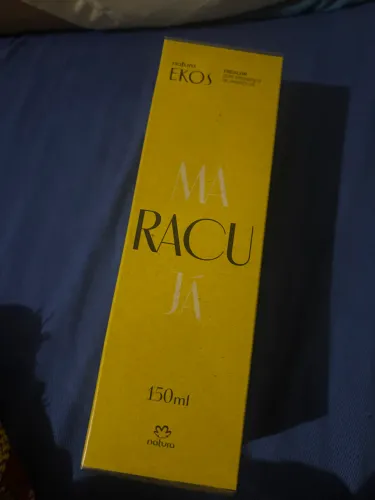 natura
EKOS
MA
RACU
JÁ
150ml
natura